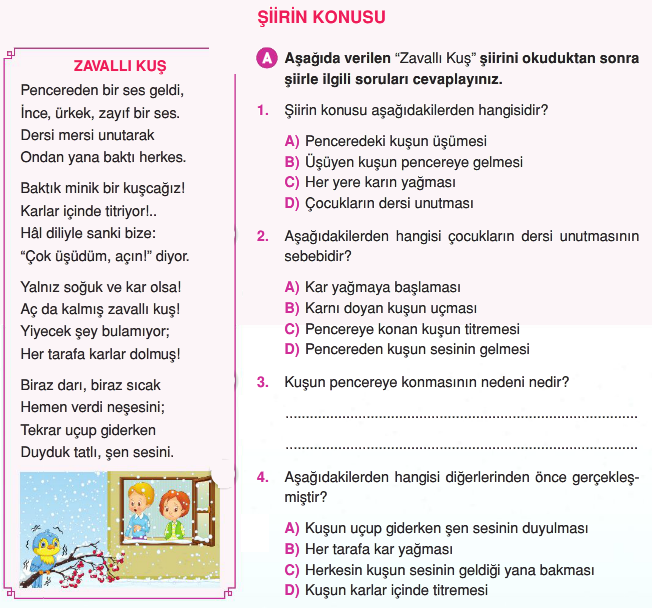 ŞİİRİN KONUSU
ZAVALLI KUŞ
Pencereden bir ses geldi,
İnce, ürkek, zayıf bir ses.
Dersi mersi unutarak
Ondan yana baktı herkes.
Baktık minik bir kuşcağız!
Karlar içinde titriyor!..
Hâl diliyle sanki bize:
“Çok üşüdüm, açın!” diyor.
Yalnız soğuk ve kar olsa!
Aç da kalmış zavallı kuş!
Yiyecek şey bulamıyor;
Her tarafa karlar dolmuş!
Biraz darı, biraz sıcak
Hemen verdi neşesini;
Tekrar uçup giderken
Duyduk tatlı, şen sesini.
A Aşağıda verilen “Zavallı Kuş” şiirini okuduktan sonra
şiirle ilgili soruları cevaplayınız.
1. Şiirin konusu aşağıdakilerden hangisidir?
A) Penceredeki kuşun üşümesi
B) Üşüyen kuşun pencereye gelmesi
C) Her yere karın yağması
D) Çocukların dersi unutması
2. Aşağıdakilerden hangisi çocukların dersi unutmasının
sebebidir?
A) Kar yağmaya başlaması
B) Karnı doyan kuşun uçması
C) Pencereye konan kuşun titremesi
D) Pencereden kuşun sesinin gelmesi
3. Kuşun pencereye konmasının nedeni nedir?
4. Aşağıdakilerden hangisi diğerlerinden önce gerçekleş-
miştir?
A) Kuşun uçup giderken şen sesinin duyulması
B) Her tarafa kar yağması
C) Herkesin kuşun sesinin geldiği yana bakması
D) Kuşun karlar içinde titremesi